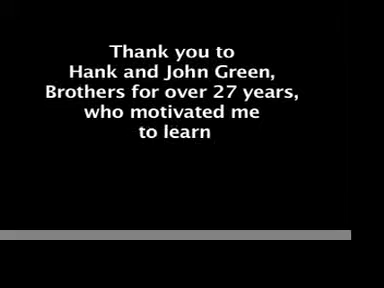 Thank you to
Hank and John Green,
Brothers for over 27 years,
who motivated me
to learn